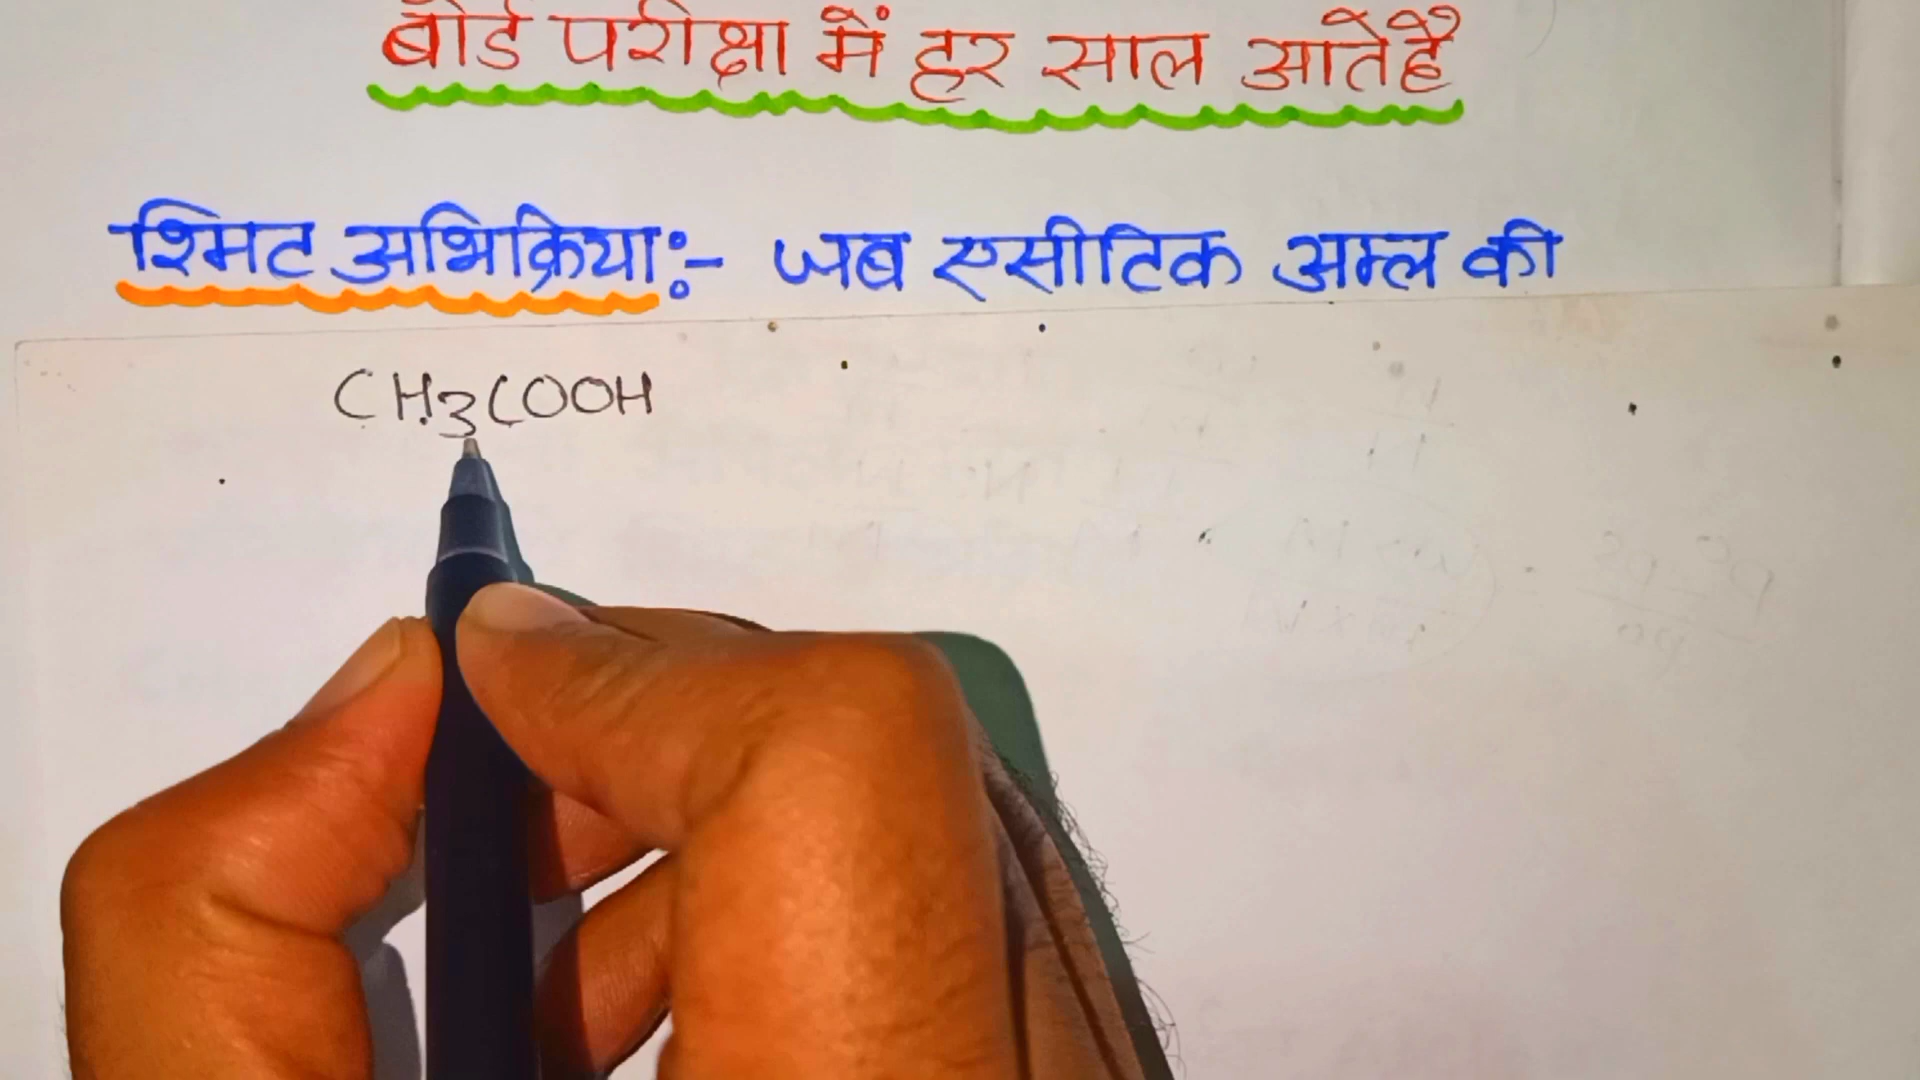 बोर्ड परीक्षा में हर साल आते है
श्मिट अभिक्रिया:- जब एसीटिक अम्ल की
CH3COOH